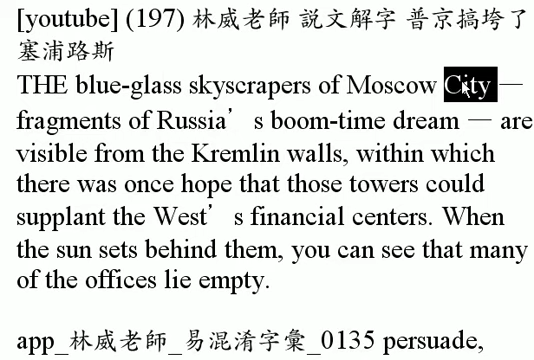 [youtube] (197) 林威老師 説文解字 普京搞垮了
塞浦路斯
THE blue-glass skyscrapers of Moscow City —
fragments of Russia’s boom-time dream — are
visible from the Kremlin walls, within which
there was once hope that those towers could
supplant the West’s financial centers. When
the sun sets behind them, you can see that many
of the offices lie empty.
app_林威老師_易混淆字彙_0135 persuade,